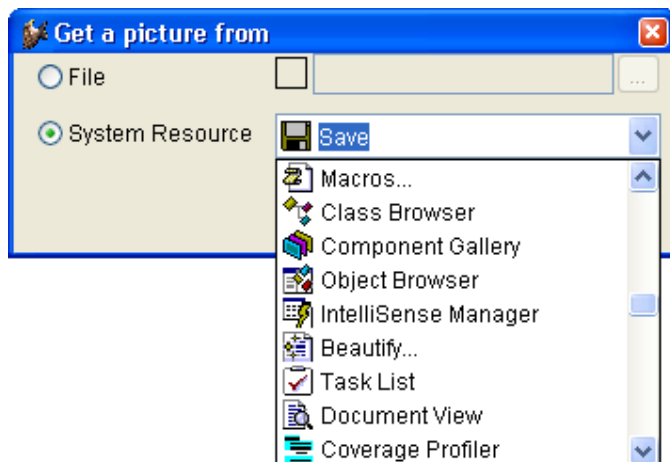 Get a picture from
File
...
System Resource
Save
Macros...
Class Browser
Component Gallery
Object Browser
IntelliSense Manager
Beautify...
Task List
Document View
Coverage Profiler